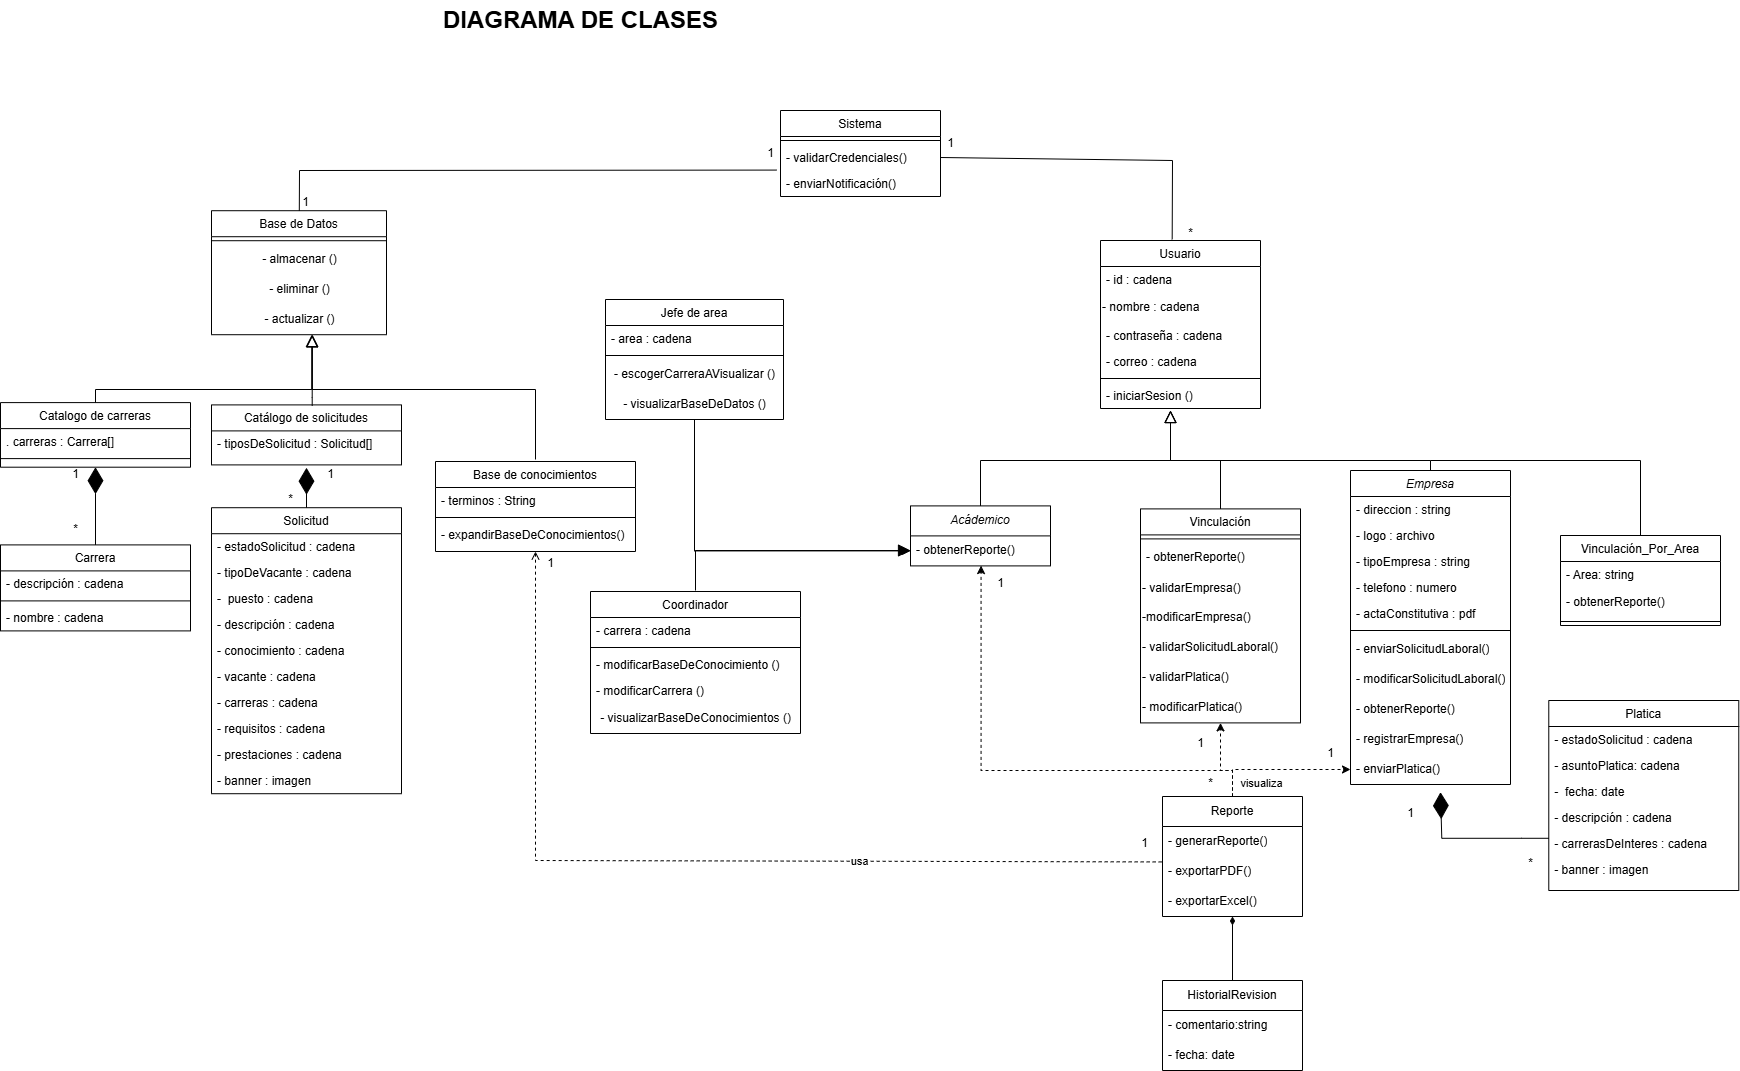 DIAGRAMA DE CLASES
Sistema
- validarCredenciales()
- enviarNotificación()
1
1
1
*
Base de Datos
- almacenar ()
- eliminar ()
- actualizar ()
Usuario
- id : cadena
- nombre : cadena
- contraseña : cadena
- correo : cadena
- iniciarSesion ()
Jefe de area
- area : cadena
- escogerCarreraAVisualizar ()
- visualizarBaseDeDatos ()
Catalogo de carreras
. carreras : Carrera[]
1
*
Catálogo de solicitudes
- tiposDeSolicitud : Solicitud[]
1
*
Base de conocimientos
- terminos : String
- expandirBaseDeConocimientos()
1
Carrera
- descripción : cadena
- nombre : cadena
Solicitud
- estadoSolicitud : cadena
- tipoDeVacante : cadena
-  puesto : cadena
- descripción : cadena
- conocimiento : cadena
- vacante : cadena
- carreras : cadena
- requisitos : cadena
- prestaciones : cadena
- banner : imagen
Coordinador
- carrera : cadena
- modificarBaseDeConocimiento ()
- modificarCarrera ()
- visualizarBaseDeConocimientos ()
Acádemico
- obtenerReporte()
1
Vinculación
- obtenerReporte()
- validarEmpresa()
-modificarEmpresa()
- validarSolicitudLaboral()
- validarPlatica()
- modificarPlatica()
1
Empresa
- direccion : string
- logo : archivo
- tipoEmpresa : string
- telefono : numero
- actaConstitutiva : pdf
- enviarSolicitudLaboral()
- modificarSolicitudLaboral()
- obtenerReporte()
- registrarEmpresa()
- enviarPlatica()
1
1
*
Vinculación_Por_Area
- Area: string
- obtenerReporte()
Platica
- estadoSolicitud : cadena
- asuntoPlatica: cadena
-  fecha: date
- descripción : cadena
- carrerasDeInteres : cadena
- banner : imagen
*
visualiza
Reporte
- generarReporte()
- exportarPDF()
- exportarExcel()
1
usa
HistorialRevision
- comentario:string
- fecha: date